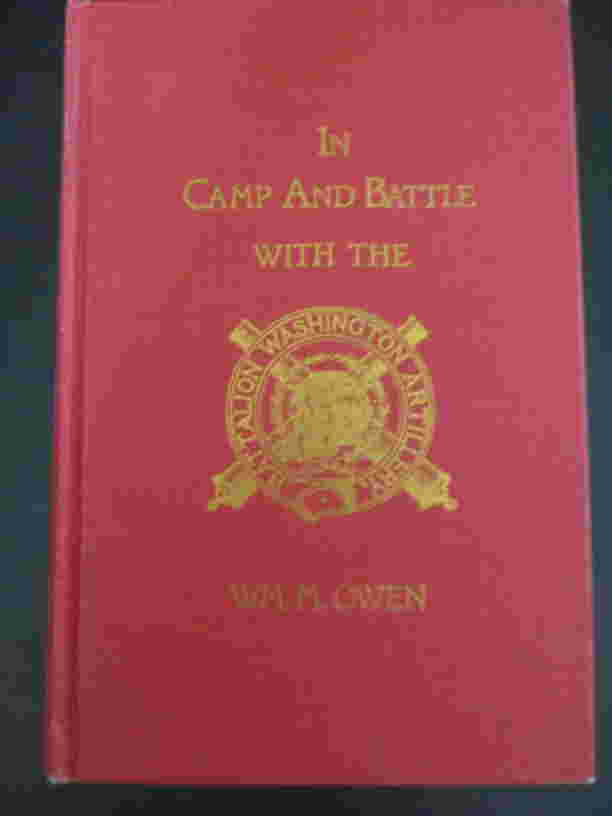 In
Camp And Battle
with the
BATTALION WASHINGTON ARTILLERY
WM. M. OWEN